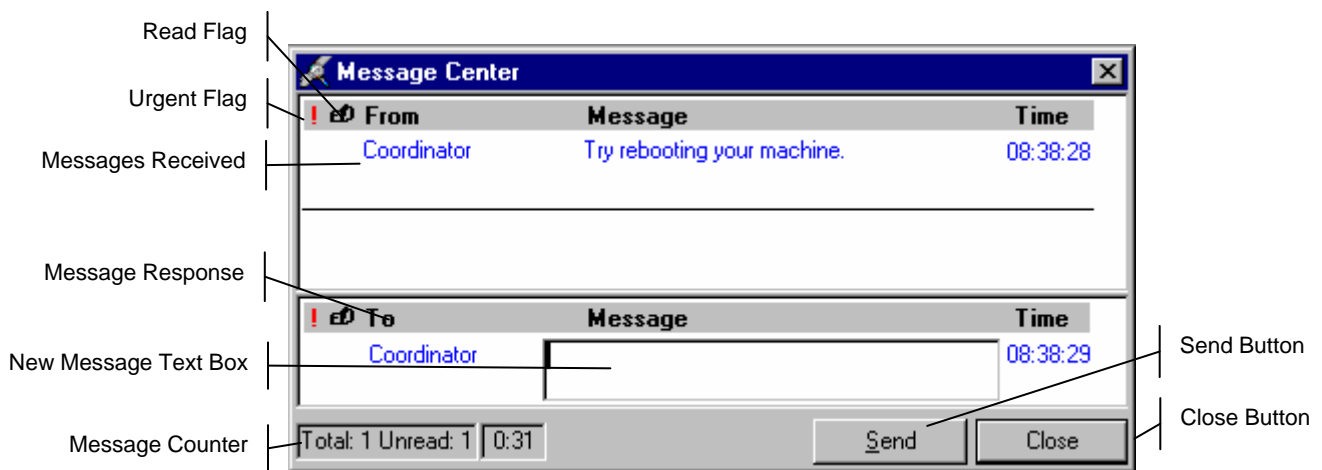 Read Flag
Message Center
Urgent Flag
! From Message Time
Messages Received
Coordinator Try rebooting your machine. 08:38:28
Message Response
! To Message Time
New Message Text Box
Coordinator 08:38:29
Send Button
Close Button
Message Counter
Total: 1 Unread: 1 0:31 Send Close